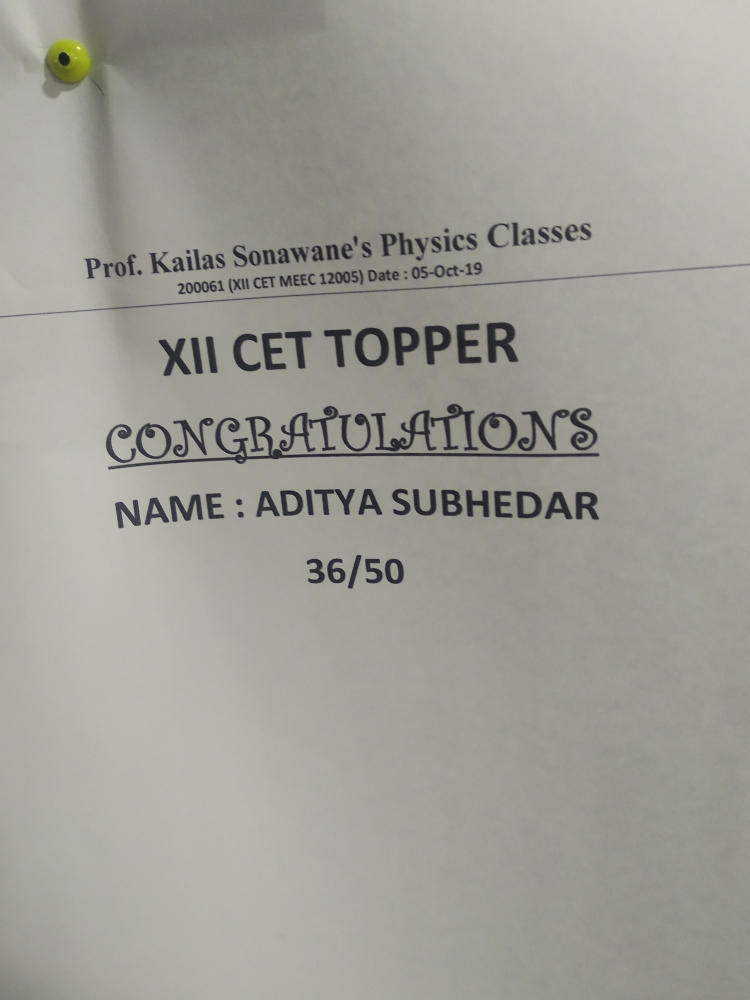 Prof. Kailas Sonawane's Physics Classes
200061 (XII CET MEEC 12005) Date : 05-Oct-19
XII CET TOPPER
CONGRATULATIONS
NAME : ADITYA SUBHEDAR
36/50